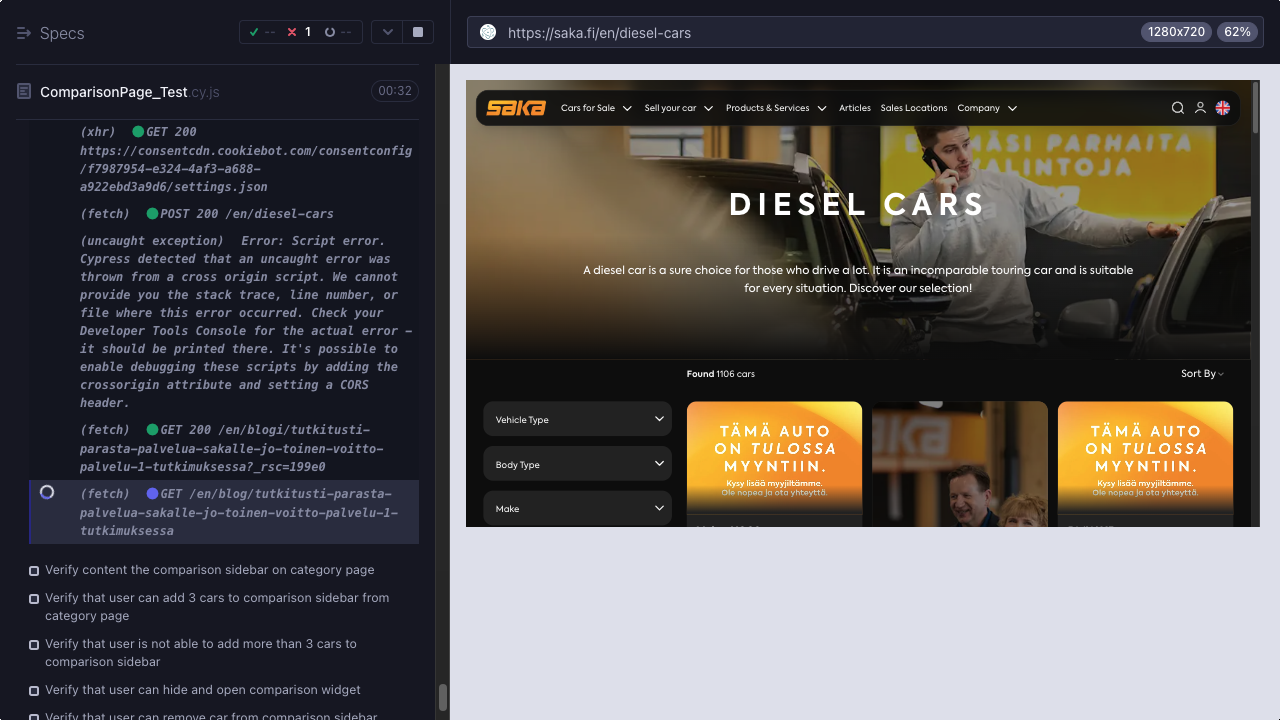 Specs
-- 1 --
ComparisonPage_Test.cy.js
00:32
(xhr) GET 200
https://consentcdn.cookiebot.com/consentconfig
/f7987954-e324-4af3-a688-
a922ebd3a9d6/settings.json
(fetch) POST 200 /en/diesel-cars
(uncaught exception) Error: Script error.
Cypress detected that an uncaught error was
thrown from a cross origin script. We cannot
provide you the stack trace, line number, or
file where this error occurred. Check your
Developer Tools Console for the actual error –
it should be printed there. It's possible to
enable debugging these scripts by adding the
crossorigin attribute and setting a CORS
header.
(fetch) GET 200 /en/blogi/tutkitusti-
parasta-palvelua-sakalle-jo-toinen-voitto-
palvelu-1-tutkimuksessa?_rsc=199e0
(fetch) GET /en/blog/tutkitusti-parasta-
palvelua-sakalle-jo-toinen-voitto-palvelu-1-
tutkimuksessa
Verify content the comparison sidebar on category page
Verify that user can add 3 cars to comparison sidebar from
category page
Verify that user is not able to add more than 3 cars to
comparison sidebar
Verify that user can hide and open comparison widget
Verify that user can remove car from comparison sidebar
https://saka.fi/en/diesel-cars
1280x720
62%
saka
Cars for Sale Sell your car Products & Services Articles Sales Locations Company
PARHAITA
DIESEL CARS
A diesel car is a sure choice for those who drive a lot. It is an incomparable touring car and is suitable
for every situation. Discover our selection!
Found 1106 cars
Sort By
Vehicle Type
Body Type
Make
TÄMÄ AUTO
ON TULOSSA
MYYNTIIN.
Kysy lisää myyjiltämme.
Ole nopea ja ota yhteyttä.
TÄMÄ AUTO
ON TULOSSA
MYYNTIIN.
Kysy lisää myyjiltämme.
Ole nopea ja ota yhteyttä.